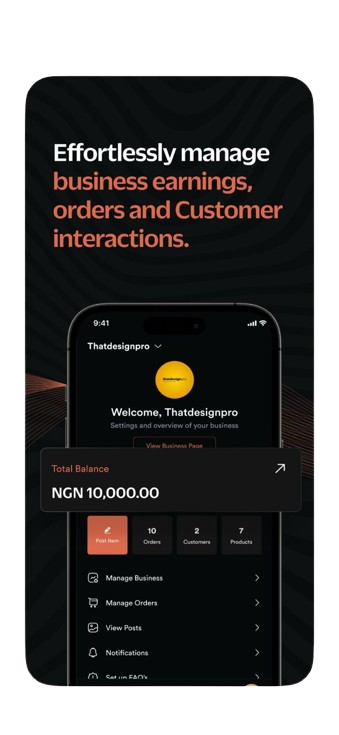 Effortlessly manage
business earnings,
orders and Customer
interactions.
9:41
Thatdesignpro
Welcome, Thatdesignpro
Settings and overview of your business
View Business Page
Total Balance
NGN 10,000.00
Post Item
10
Orders
2
Customers
7
Products
Manage Business
Manage Orders
View Posts
Notifications
Set up FAQ's